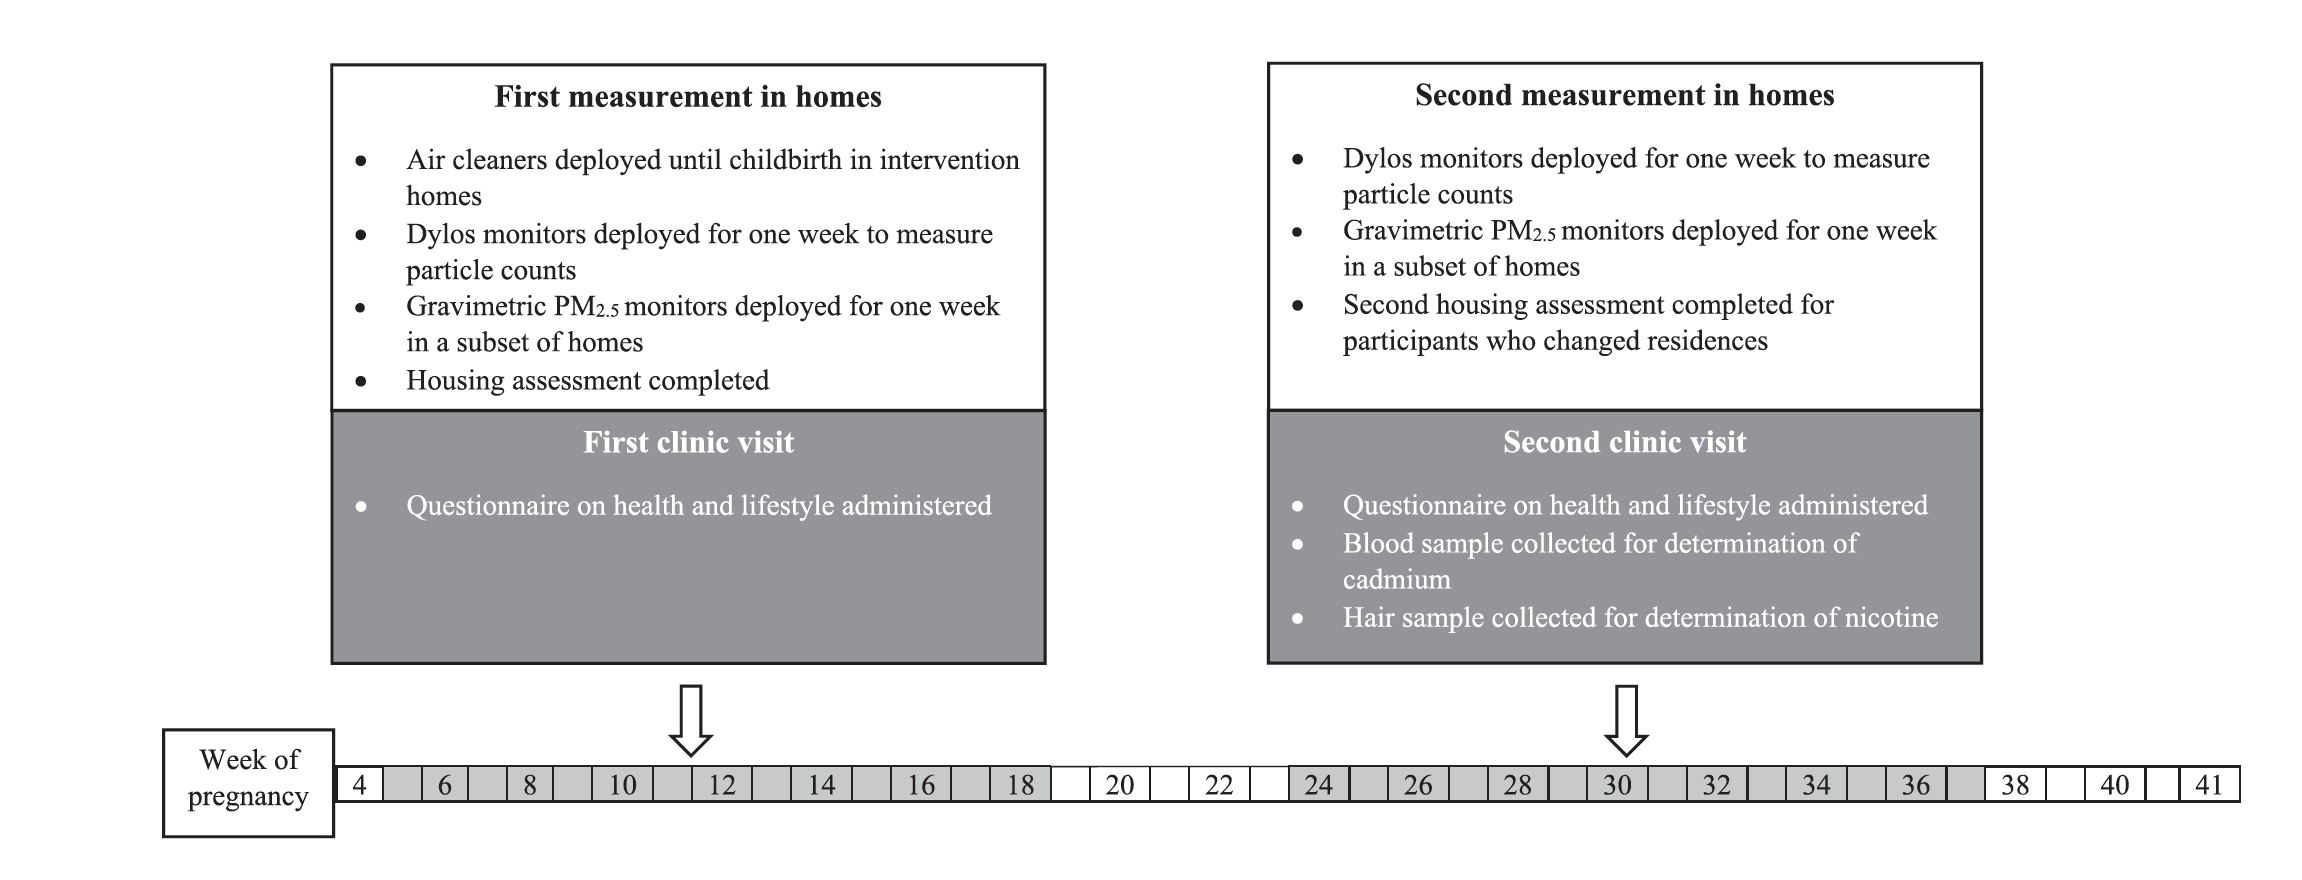 First measurement in homes
• Air cleaners deployed until childbirth in intervention
homes
• Dylos monitors deployed for one week to measure
particle counts
• Gravimetric PM2.5 monitors deployed for one week
in a subset of homes
• Housing assessment completed
First clinic visit
• Questionnaire on health and lifestyle administered
Second measurement in homes
• Dylos monitors deployed for one week to measure
particle counts
• Gravimetric PM2.5 monitors deployed for one week
in a subset of homes
• Second housing assessment completed for
participants who changed residences
Second clinic visit
• Questionnaire on health and lifestyle administered
• Blood sample collected for determination of
cadmium
• Hair sample collected for determination of nicotine
Week of
pregnancy
4 6 8 10 12 14 16 18 20 22 24 26 28 30 32 34 36 38 40 41